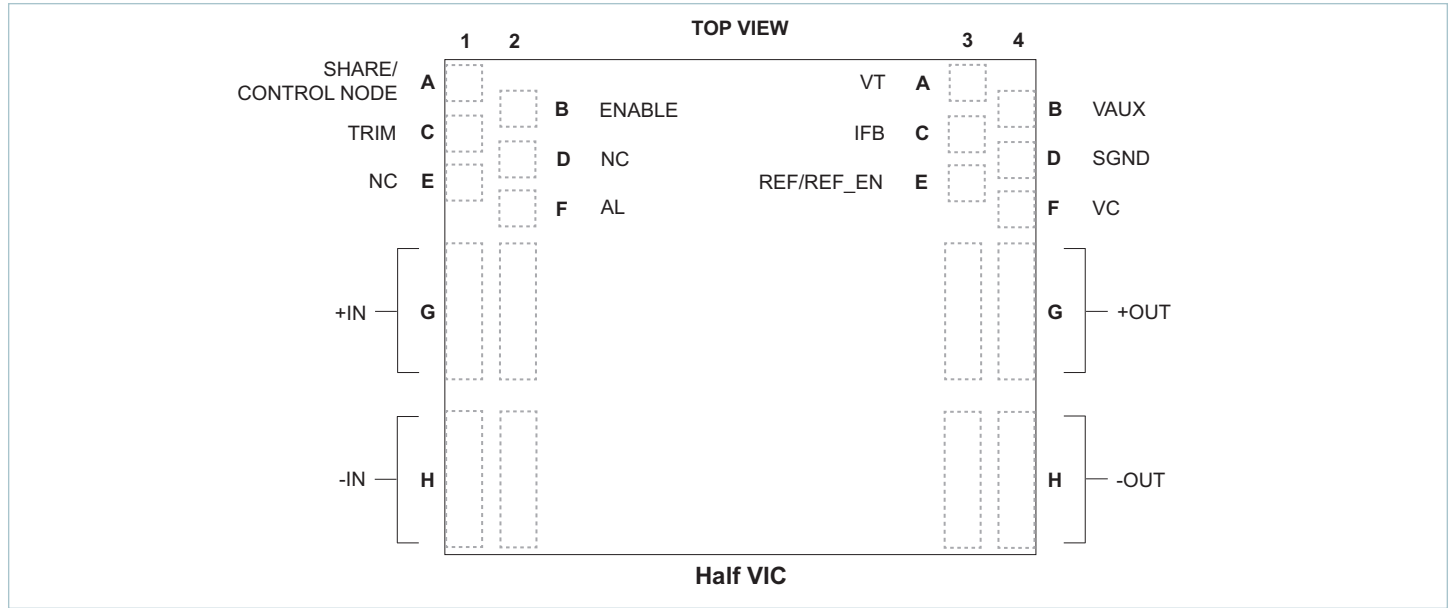 TOP VIEW
1 2 3 4
SHARE/
CONTROL NODE A
VT A
B ENABLE
B VAUX
TRIM C
IFB C
D NC
D SGND
NC E
REF/REF_EN E
F AL
F VC
+IN G
G +OUT
-IN H
H -OUT
Half VIC